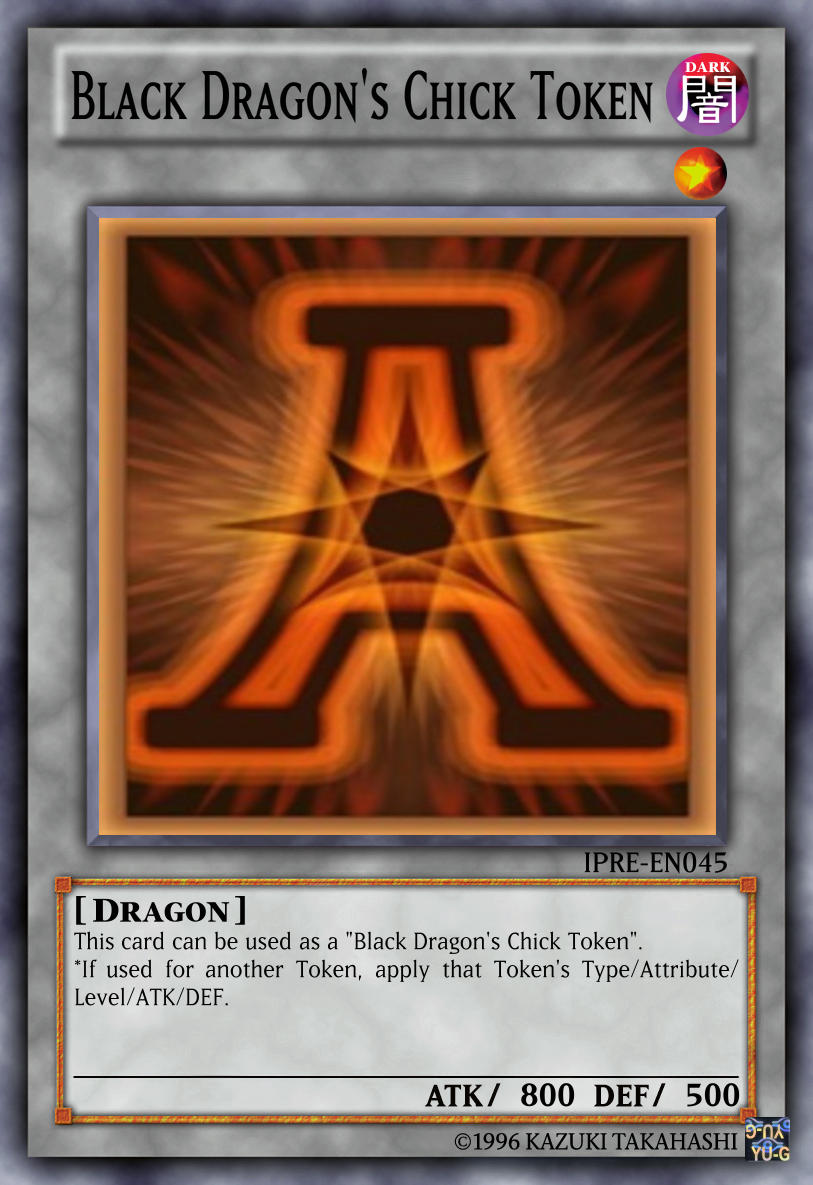 BLACK DRAGON'S CHICK TOKEN
DARK
闇
A
IPRE-EN045
[ DRAGON ]
This card can be used as a "Black Dragon's Chick Token".
*If used for another Token, apply that Token's Type/Attribute/
Level/ATK/DEF.
ATK/ 800 DEF/ 500
©1996 KAZUKI TAKAHASHI
YU-G
YU-G